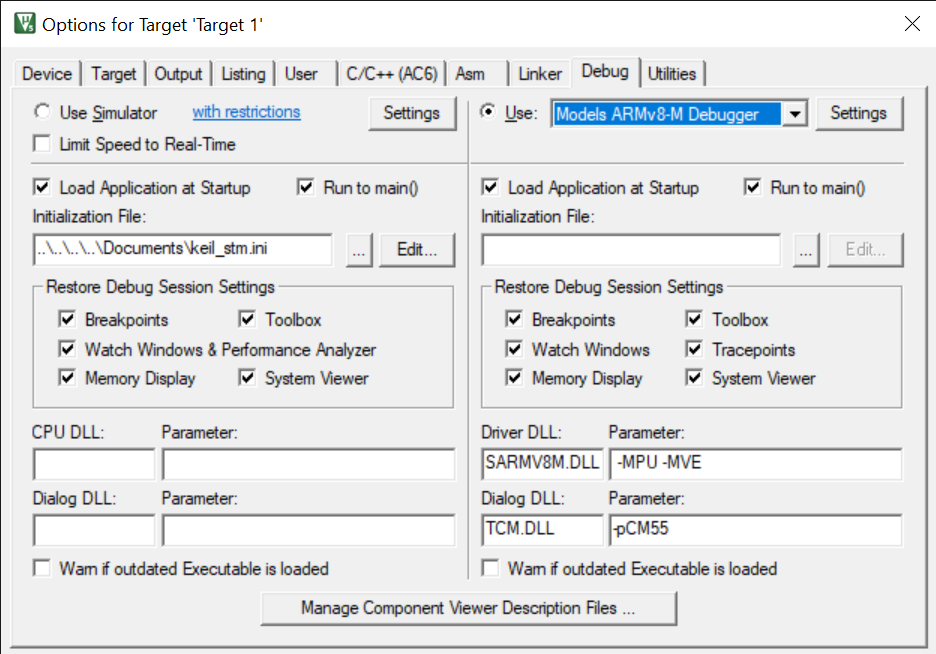 Options for Target 'Target 1'
Device Target Output Listing User C/C++ (AC6) Asm Linker Debug Utilities
Use Simulator with restrictions Settings
Limit Speed to Real-Time
Use: Models ARMv8-M Debugger Settings
Load Application at Startup Run to main()
Initialization File:
..\..\..\..\Documents\keil_stm.ini ... Edit...
Restore Debug Session Settings
Breakpoints Toolbox
Watch Windows & Performance Analyzer
Memory Display System Viewer
CPU DLL: Parameter:
Dialog DLL: Parameter:
Warn if outdated Executable is loaded
Load Application at Startup Run to main()
Initialization File:
... Edit...
Restore Debug Session Settings
Breakpoints Toolbox
Watch Windows Tracepoints
Memory Display System Viewer
Driver DLL: Parameter:
SARMV8M.DLL -MPU -MVE
Dialog DLL: Parameter:
TCM.DLL -pCM55
Warn if outdated Executable is loaded
Manage Component Viewer Description Files ...